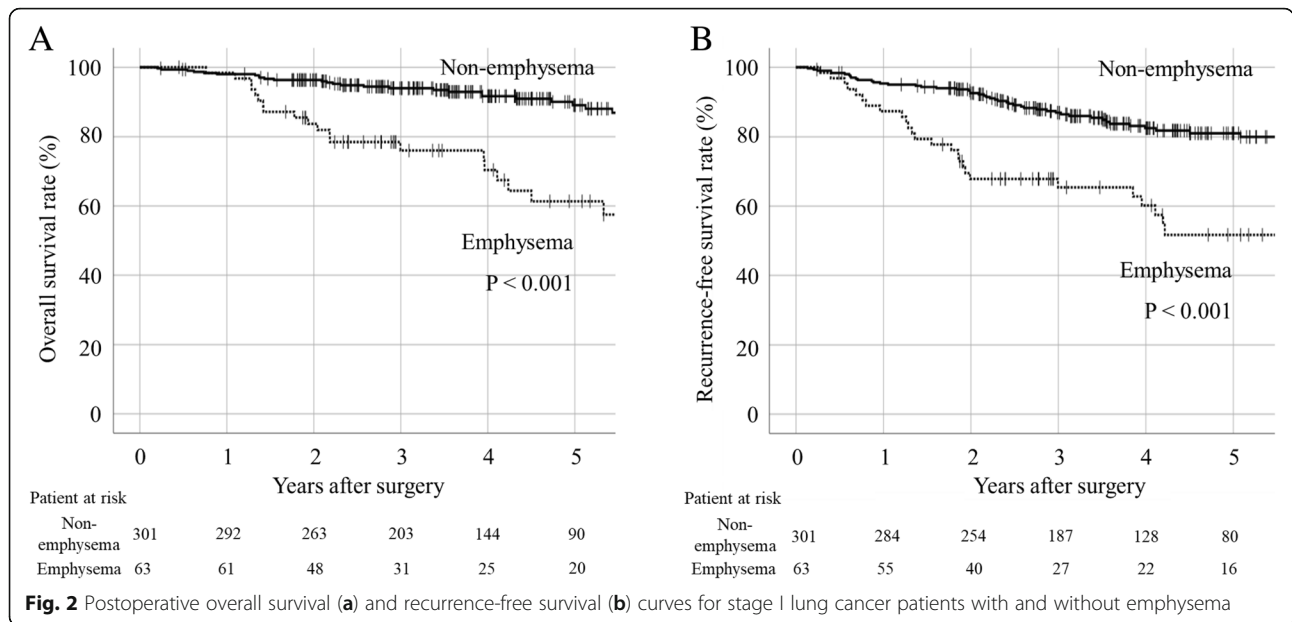 A
Overall survival rate (%)
100
80
60
40
20
0
Non-emphysema
Emphysema
P < 0.001
0 1 2 3 4 5
Years after surgery
Patient at risk
Non-
emphysema 301 292 263 203 144 90
Emphysema 63 61 48 31 25 20
B
Recurrence-free survival rate (%)
100
80
60
40
20
0
Non-emphysema
Emphysema
P < 0.001
0 1 2 3 4 5
Years after surgery
Patient at risk
Non-
emphysema 301 284 254 187 128 80
Emphysema 63 55 40 27 22 16
Fig. 2 Postoperative overall survival (a) and recurrence-free survival (b) curves for stage I lung cancer patients with and without emphysema